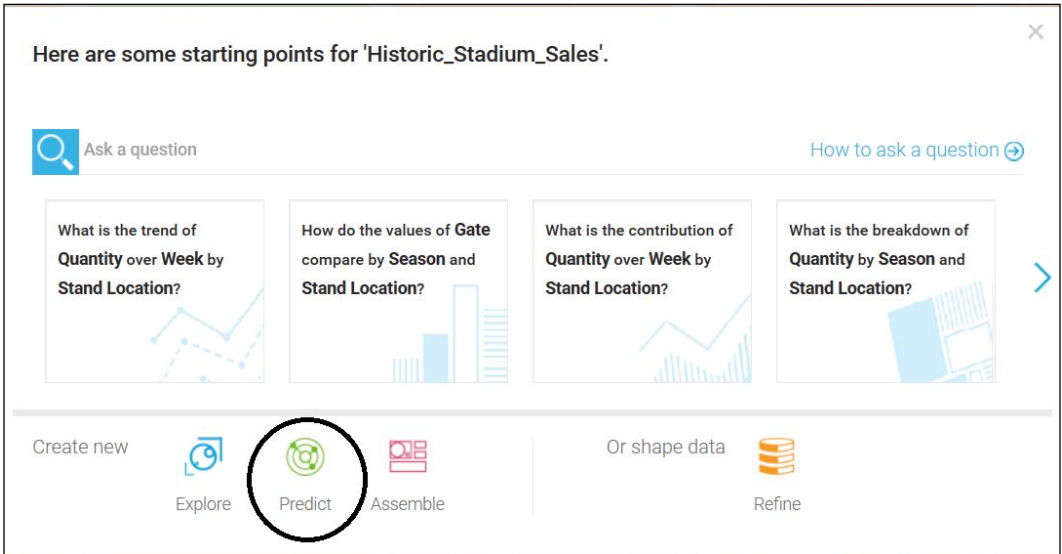 Here are some starting points for 'Historic_Stadium_Sales'.
Ask a question
How to ask a question
What is the trend of
Quantity over Week by
Stand Location?
How do the values of Gate
compare by Season and
Stand Location?
What is the contribution of
Quantity over Week by
Stand Location?
What is the breakdown of
Quantity by Season and
Stand Location?
Create new
Explore
Predict
Assemble
Or shape data
Refine